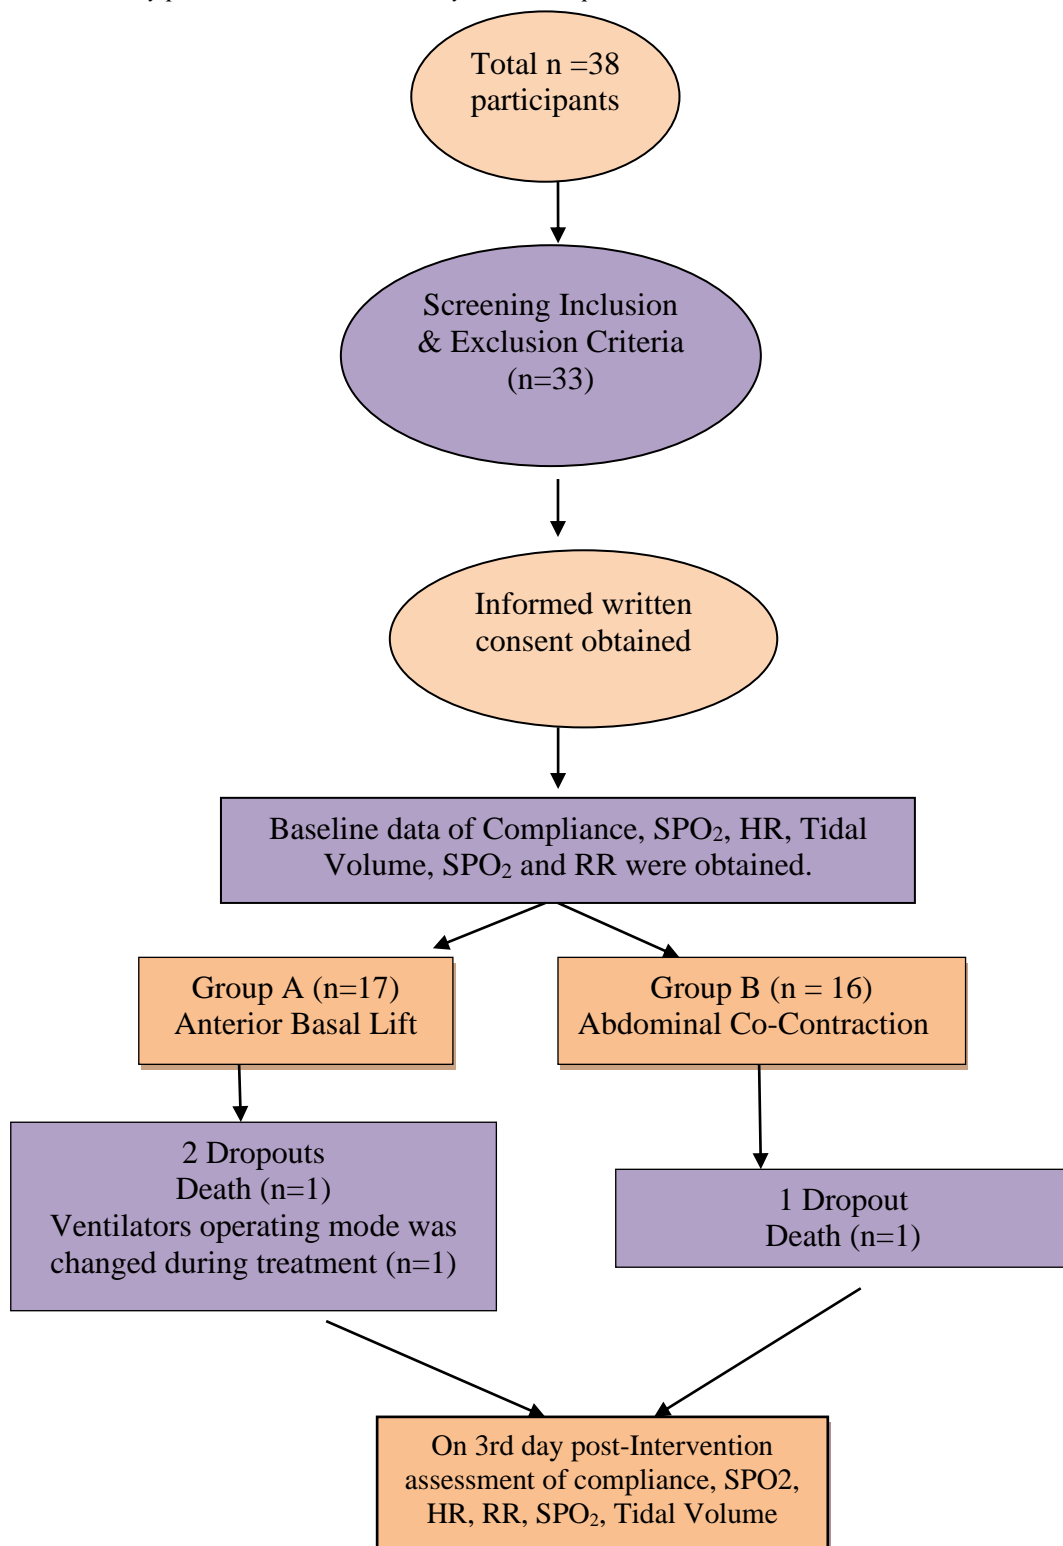 Total n =38
participants
Screening Inclusion
& Exclusion Criteria
(n=33)
Informed written
consent obtained
Baseline data of Compliance, SPO₂, HR, Tidal
Volume, SPO₂ and RR were obtained.
Group A (n=17)
Anterior Basal Lift
Group B (n = 16)
Abdominal Co-Contraction
2 Dropouts
Death (n=1)
Ventilators operating mode was
changed during treatment (n=1)
1 Dropout
Death (n=1)
On 3rd day post-Intervention
assessment of compliance, SPO2,
HR, RR, SPO₂, Tidal Volume